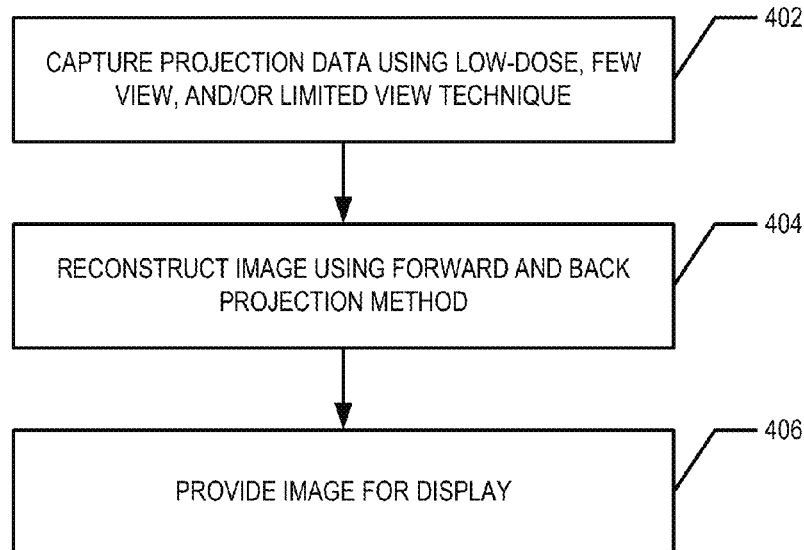 402
CAPTURE PROJECTION DATA USING LOW-DOSE, FEW
VIEW, AND/OR LIMITED VIEW TECHNIQUE
404
RECONSTRUCT IMAGE USING FORWARD AND BACK
PROJECTION METHOD
406
PROVIDE IMAGE FOR DISPLAY